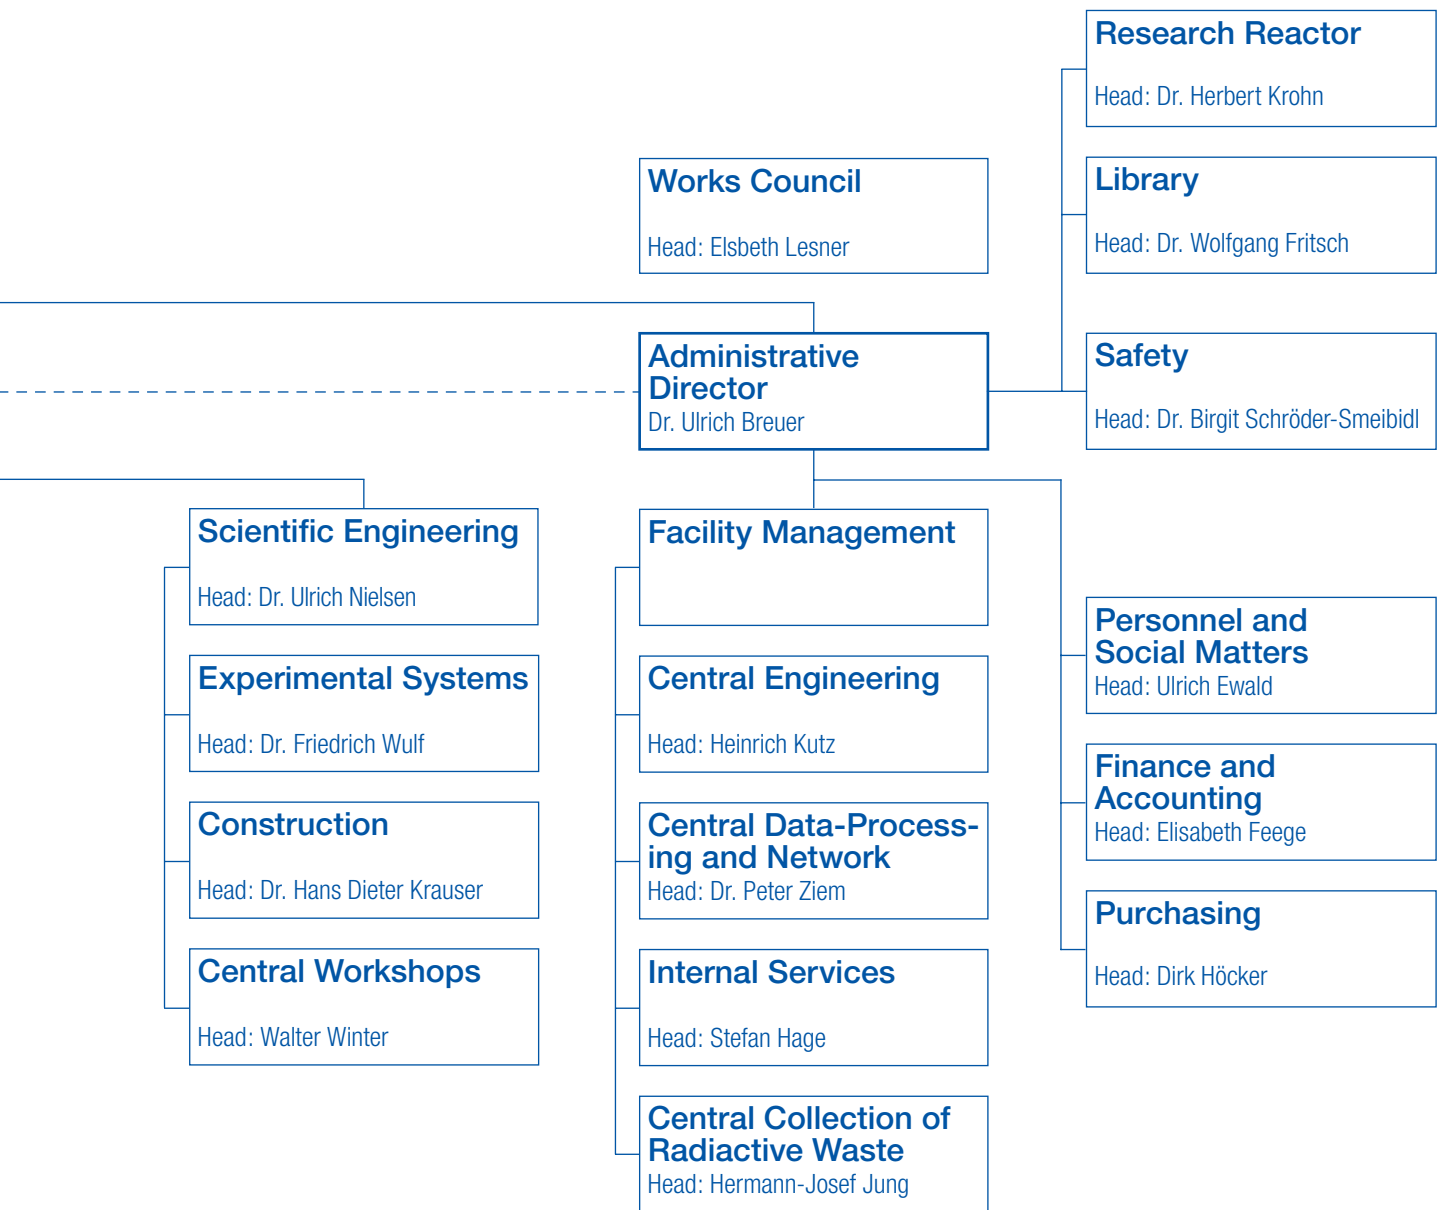 Research Reactor
Head: Dr. Herbert Krohn
Works Council
Head: Elsbeth Lesner
Library
Head: Dr. Wolfgang Fritsch
Administrative
Director
Dr. Ulrich Breuer
Safety
Head: Dr. Birgit Schröder-Smeibidl
Scientific Engineering
Head: Dr. Ulrich Nielsen
Experimental Systems
Head: Dr. Friedrich Wulf
Construction
Head: Dr. Hans Dieter Krauser
Central Workshops
Head: Walter Winter
Facility Management
Central Engineering
Head: Heinrich Kutz
Central Data-Process-
ing and Network
Head: Dr. Peter Ziem
Internal Services
Head: Stefan Hage
Central Collection of
Radiactive Waste
Head: Hermann-Josef Jung
Personnel and
Social Matters
Head: Ulrich Ewald
Finance and
Accounting
Head: Elisabeth Feege
Purchasing
Head: Dirk Höcker